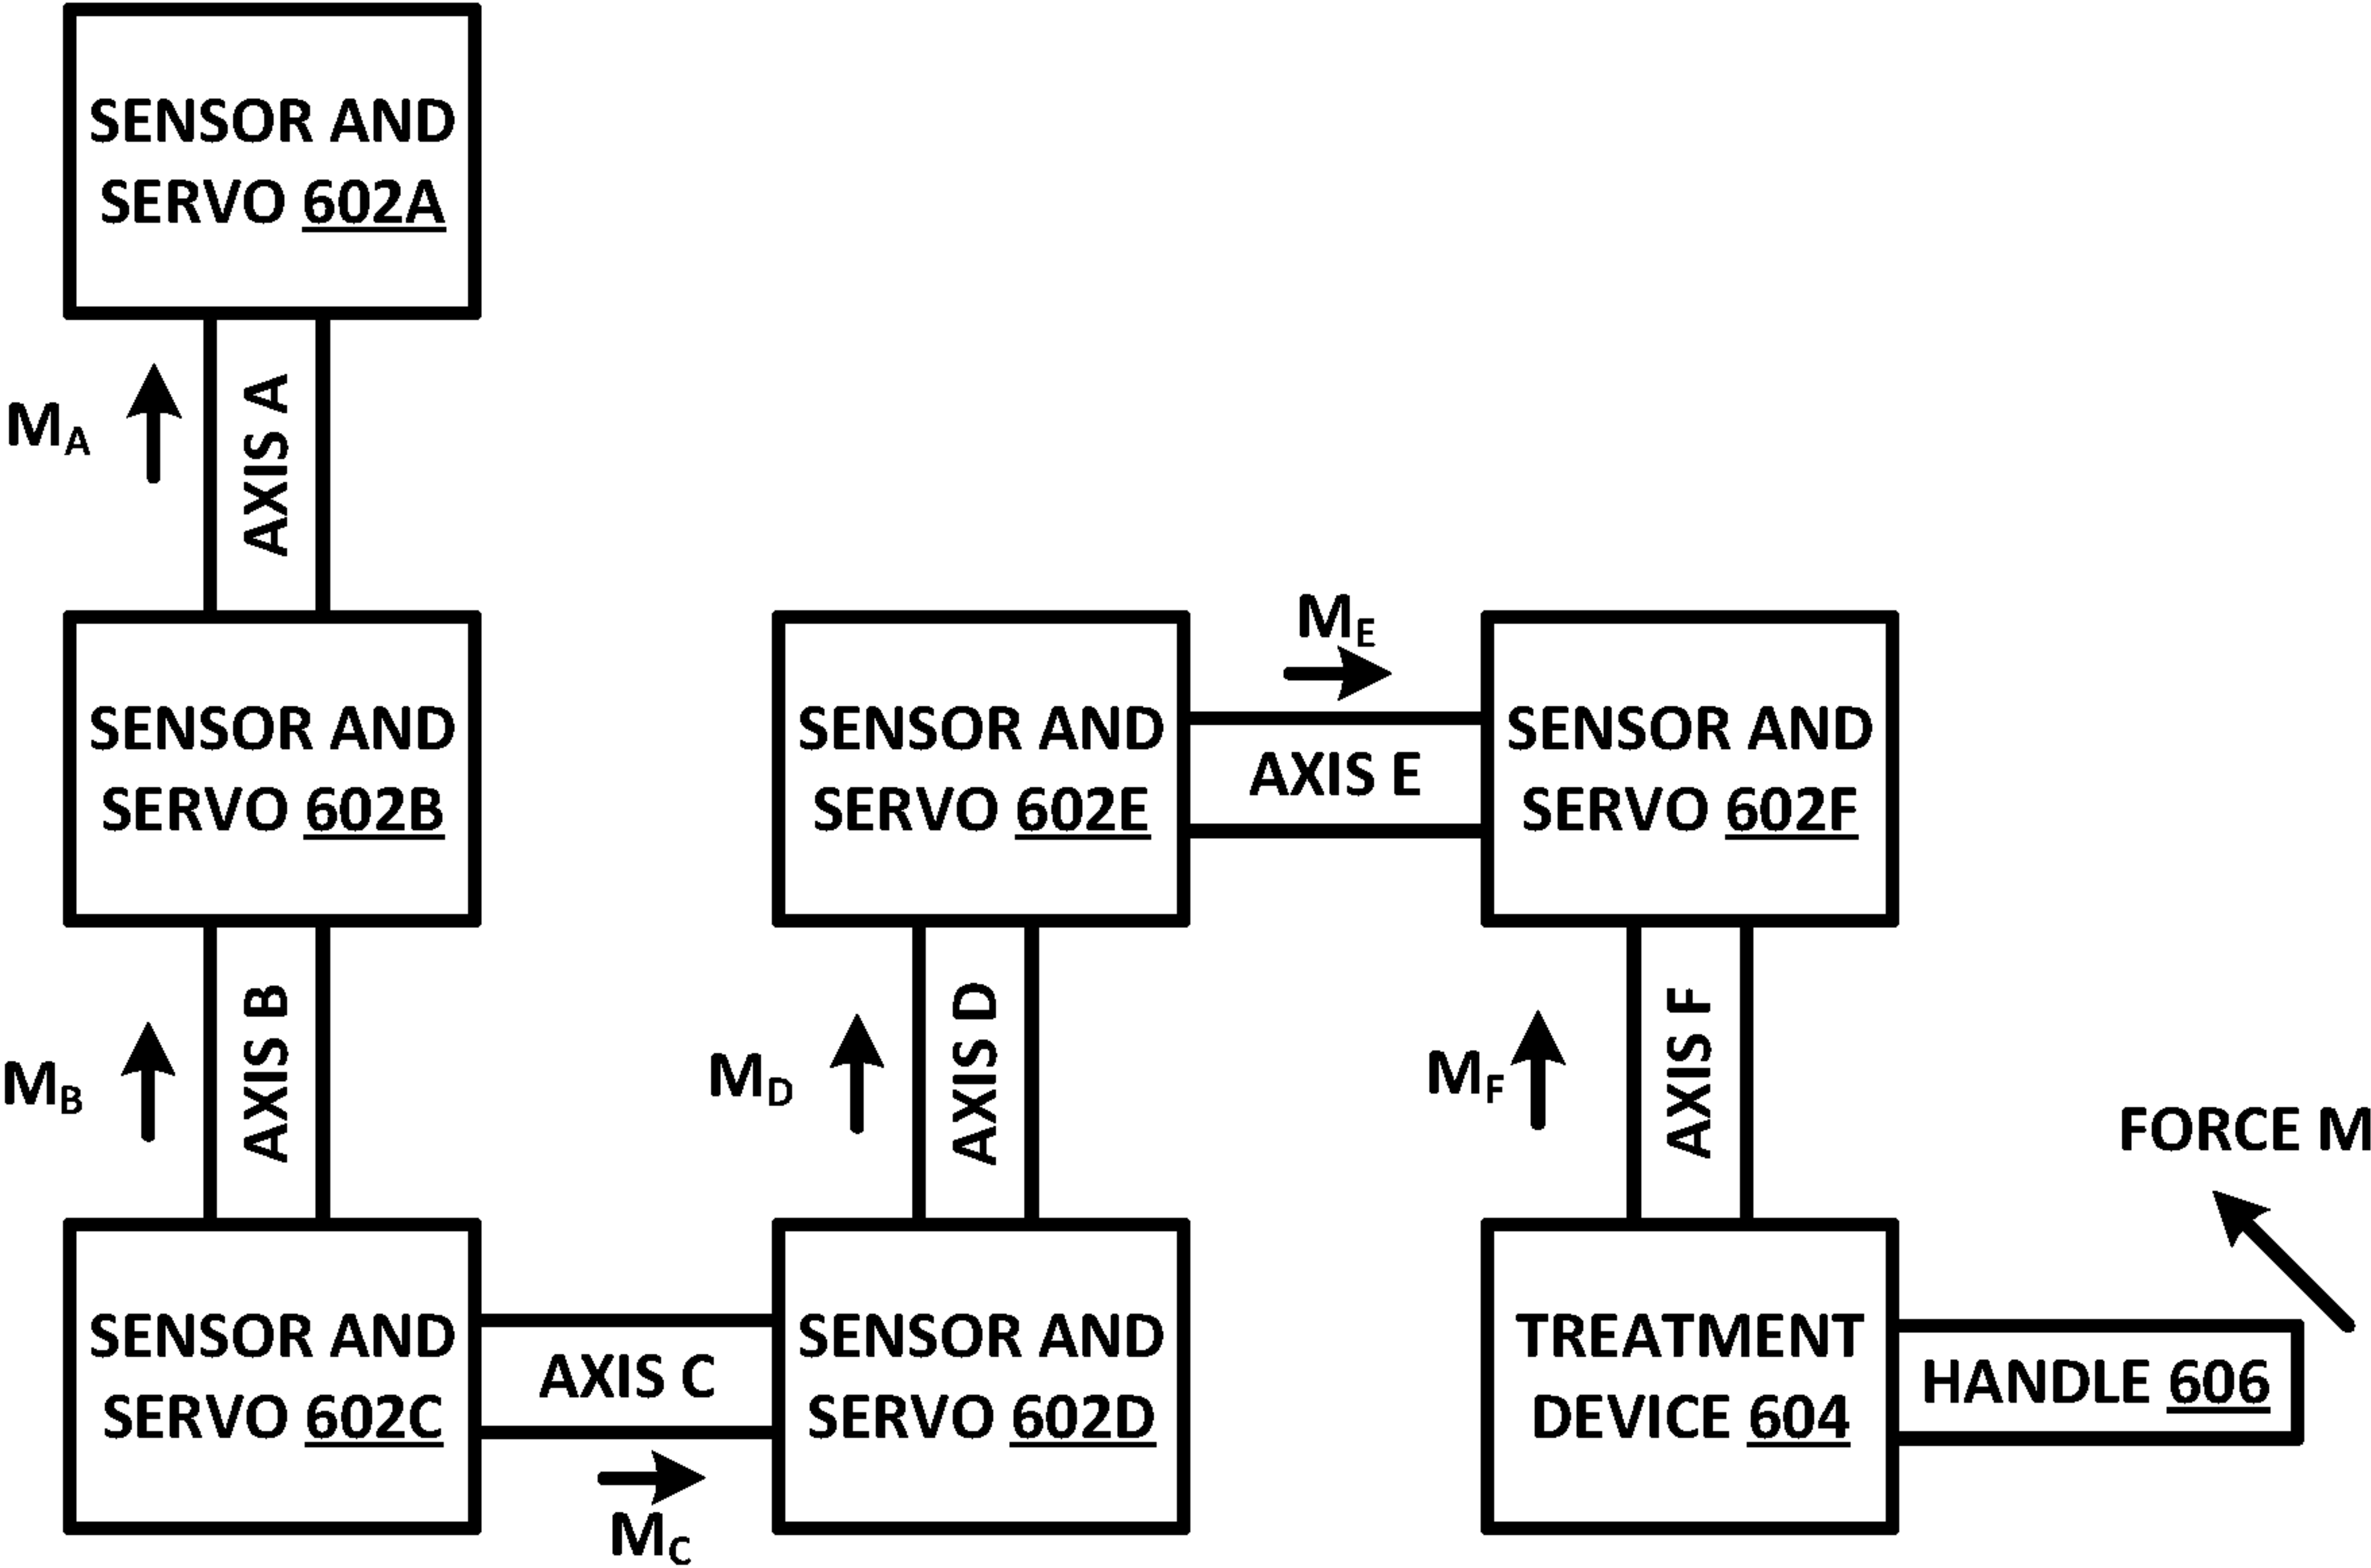 SENSOR AND
SERVO 602A
MA
AXIS A
SENSOR AND
SERVO 602B
SENSOR AND
SERVO 602E
ME
AXIS E
SENSOR AND
SERVO 602F
MB
AXIS B
MD
AXIS D
MF
AXIS F
FORCE M
SENSOR AND
SERVO 602C
AXIS C
MC
SENSOR AND
SERVO 602D
TREATMENT
DEVICE 604
HANDLE 606